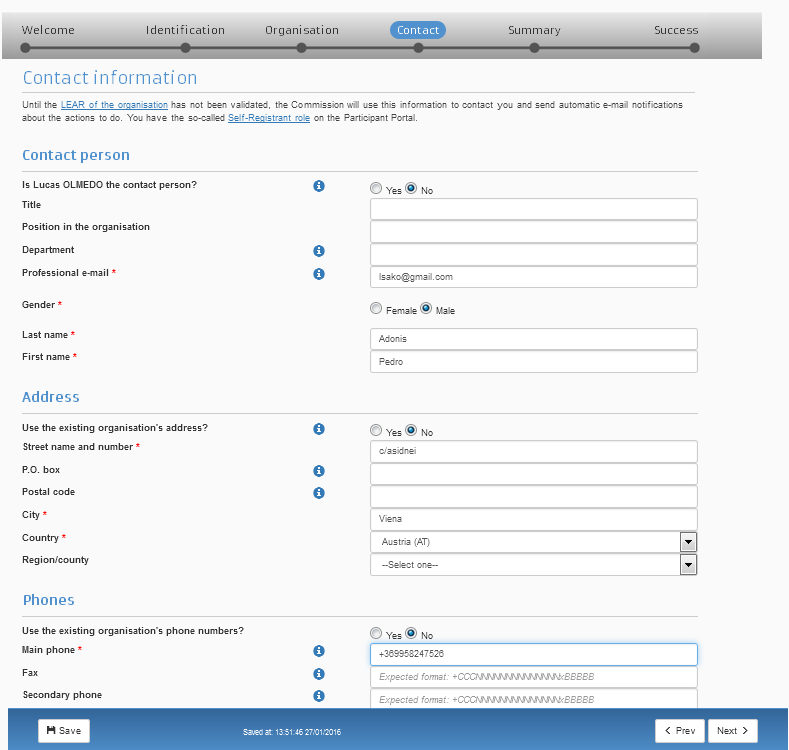 Welcome Identification Organisation Contact Summary Success
Contact information
Until the LEAR of the organisation has not been validated, the Commission will use this information to contact you and send automatic e-mail notifications
about the actions to do. You have the so-called Self-Registrant role on the Participant Portal.
Contact person
Is Lucas OLMEDO the contact person? Yes No
Title
Position in the organisation
Department
Professional e-mail * lsako@gmail.com
Gender * Female Male
Last name * Adonis
First name * Pedro
Address
Use the existing organisation's address? Yes No
Street name and number * c/asidnei
P.O. box
Postal code
City * Viena
Country * Austria (AT)
Region/county --Select one--
Phones
Use the existing organisation's phone numbers? Yes No
Main phone * +369958247526
Fax Expected format: +CCCNNNNNNNNNNNNNxBBBBB
Secondary phone Expected format: +CCCNNNNNNNNNNNNNxBBBBB
Save Saved at: 13:51:46 27/01/2016 Prev Next